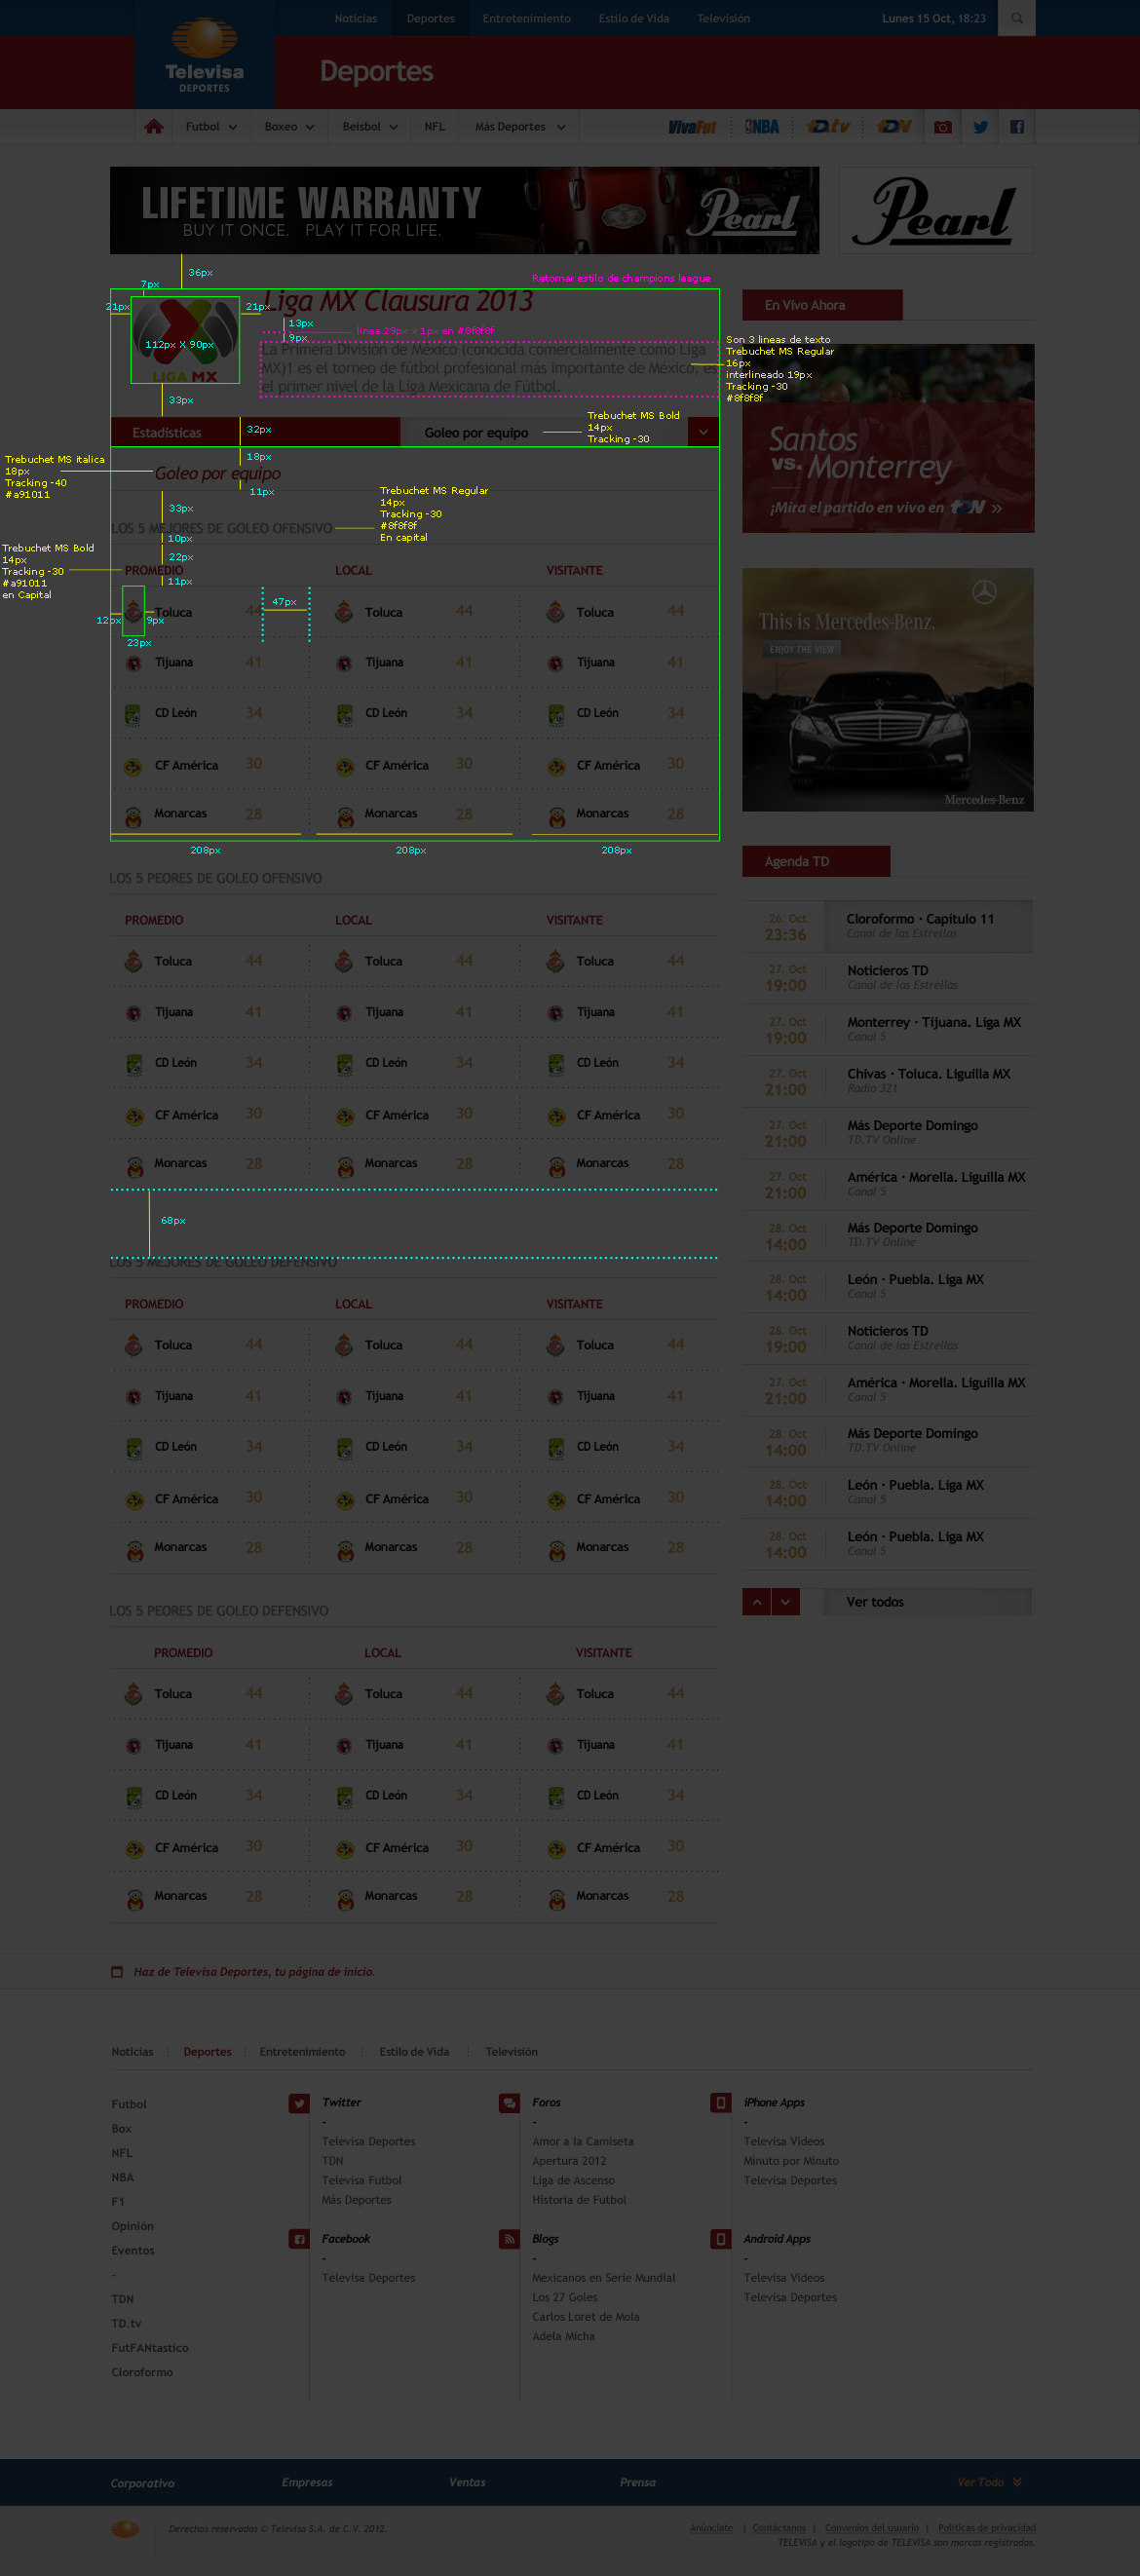 Noticias Deportes Entretenimiento Estilo de Vida Televisión Lunes 15 Oct, 18:23
Televisa
DEPORTES
Deportes
Futbol Boxeo Beisbol NFL Más Deportes VivaFut NBA TD.tv TDN
LIFETIME WARRANTY
BUY IT ONCE. PLAY IT FOR LIFE.
Pearl
Pearl
36px
Retornar estilo de champions league
7px
21px
21px
Liga MX Clausura 2013
13px
línea 29px x 1px en #8f8f8f
9px
112px X 90px
LIGA MX
La Primera División de México (conocida comercialmente como Liga
MX)1 es el torneo de fútbol profesional más importante de México, es
el primer nivel de la Liga Mexicana de Fútbol.
Son 3 lineas de texto
Trebuchet MS Regular
16px
interlineado 19px
Tracking -30
#8f8f8f
33px
Estadísticas
32px
Goleo por equipo
Trebuchet MS Bold
14px
Tracking -30
18px
Trebuchet MS italica
18px
Tracking -40
#a91011
Goleo por equipo
11px
33px
Trebuchet MS Regular
14px
Tracking -30
#8f8f8f
En capital
LOS 5 MEJORES DE GOLEO OFENSIVO
10px
22px
Trebuchet MS Bold
14px
Tracking -30
#a91011
en Capital
PROMEDIO LOCAL VISITANTE
11px
47px
12px
9px
23px
Toluca 44 Toluca 44 Toluca 44
Tijuana 41 Tijuana 41 Tijuana 41
CD León 34 CD León 34 CD León 34
CF América 30 CF América 30 CF América 30
Monarcas 28 Monarcas 28 Monarcas 28
208px 208px 208px
LOS 5 PEORES DE GOLEO OFENSIVO
PROMEDIO LOCAL VISITANTE
Toluca 44 Toluca 44 Toluca 44
Tijuana 41 Tijuana 41 Tijuana 41
CD León 34 CD León 34 CD León 34
CF América 30 CF América 30 CF América 30
Monarcas 28 Monarcas 28 Monarcas 28
68px
LOS 5 MEJORES DE GOLEO DEFENSIVO
PROMEDIO LOCAL VISITANTE
Toluca 44 Toluca 44 Toluca 44
Tijuana 41 Tijuana 41 Tijuana 41
CD León 34 CD León 34 CD León 34
CF América 30 CF América 30 CF América 30
Monarcas 28 Monarcas 28 Monarcas 28
LOS 5 PEORES DE GOLEO DEFENSIVO
PROMEDIO LOCAL VISITANTE
Toluca 44 Toluca 44 Toluca 44
Tijuana 41 Tijuana 41 Tijuana 41
CD León 34 CD León 34 CD León 34
CF América 30 CF América 30 CF América 30
Monarcas 28 Monarcas 28 Monarcas 28
En Vivo Ahora
Santos
vs. Monterrey
¡Mira el partido en vivo en TDN »
This is Mercedes-Benz.
ENJOY THE VIEW
Mercedes-Benz
Agenda TD
26. Oct Cloroformo · Capítulo 11
23:36 Canal de las Estrellas
27. Oct Noticieros TD
19:00 Canal de las Estrellas
27. Oct Monterrey · Tijuana. Liga MX
19:00 Canal 5
27. Oct Chivas · Toluca. Liguilla MX
21:00 Radio 321
27. Oct Más Deporte Domingo
21:00 TD.TV Online
27. Oct América · Morella. Liguilla MX
21:00 Canal 5
28. Oct Más Deporte Domingo
14:00 TD.TV Online
28. Oct León · Puebla. Liga MX
14:00 Canal 5
28. Oct Noticieros TD
19:00 Canal de las Estrellas
27. Oct América · Morella. Liguilla MX
21:00 Canal 5
28. Oct Más Deporte Domingo
14:00 TD.TV Online
28. Oct León · Puebla. Liga MX
14:00 Canal 5
28. Oct León · Puebla. Liga MX
14:00 Canal 5
Ver todos
Haz de Televisa Deportes, tu página de inicio.
Noticias Deportes Entretenimiento Estilo de Vida Televisión
Futbol
Box
NFL
NBA
F1
Opinión
Eventos
-
TDN
TD.tv
FutFANtastico
Cloroformo
Twitter
-
Televisa Deportes
TDN
Televisa Futbol
Más Deportes
Foros
-
Amor a la Camiseta
Apertura 2012
Liga de Ascenso
Historia de Futbol
iPhone Apps
-
Televisa Videos
Minuto por Minuto
Televisa Deportes
Facebook
-
Televisa Deportes
Blogs
-
Mexicanos en Serie Mundial
Los 27 Goles
Carlos Loret de Mola
Adela Micha
Android Apps
-
Televisa Videos
Televisa Deportes
Corporativo Empresas Ventas Prensa Ver Todo
Derechos reservados © Televisa S.A. de C.V. 2012.
Anúnciate | Contáctanos | Convenios del usuario | Políticas de privacidad
TELEVISA y el logotipo de TELEVISA son marcas registradas.